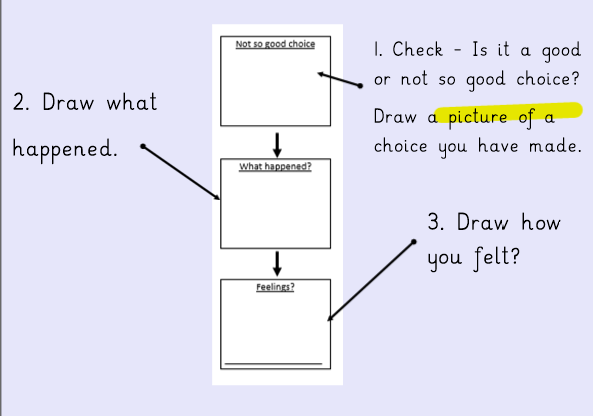 Not so good choice
1. Check - Is it a good
or not so good choice?
Draw a picture of a
choice you have made.
2. Draw what
happened.
What happened?
3. Draw how
you felt?
Feelings?